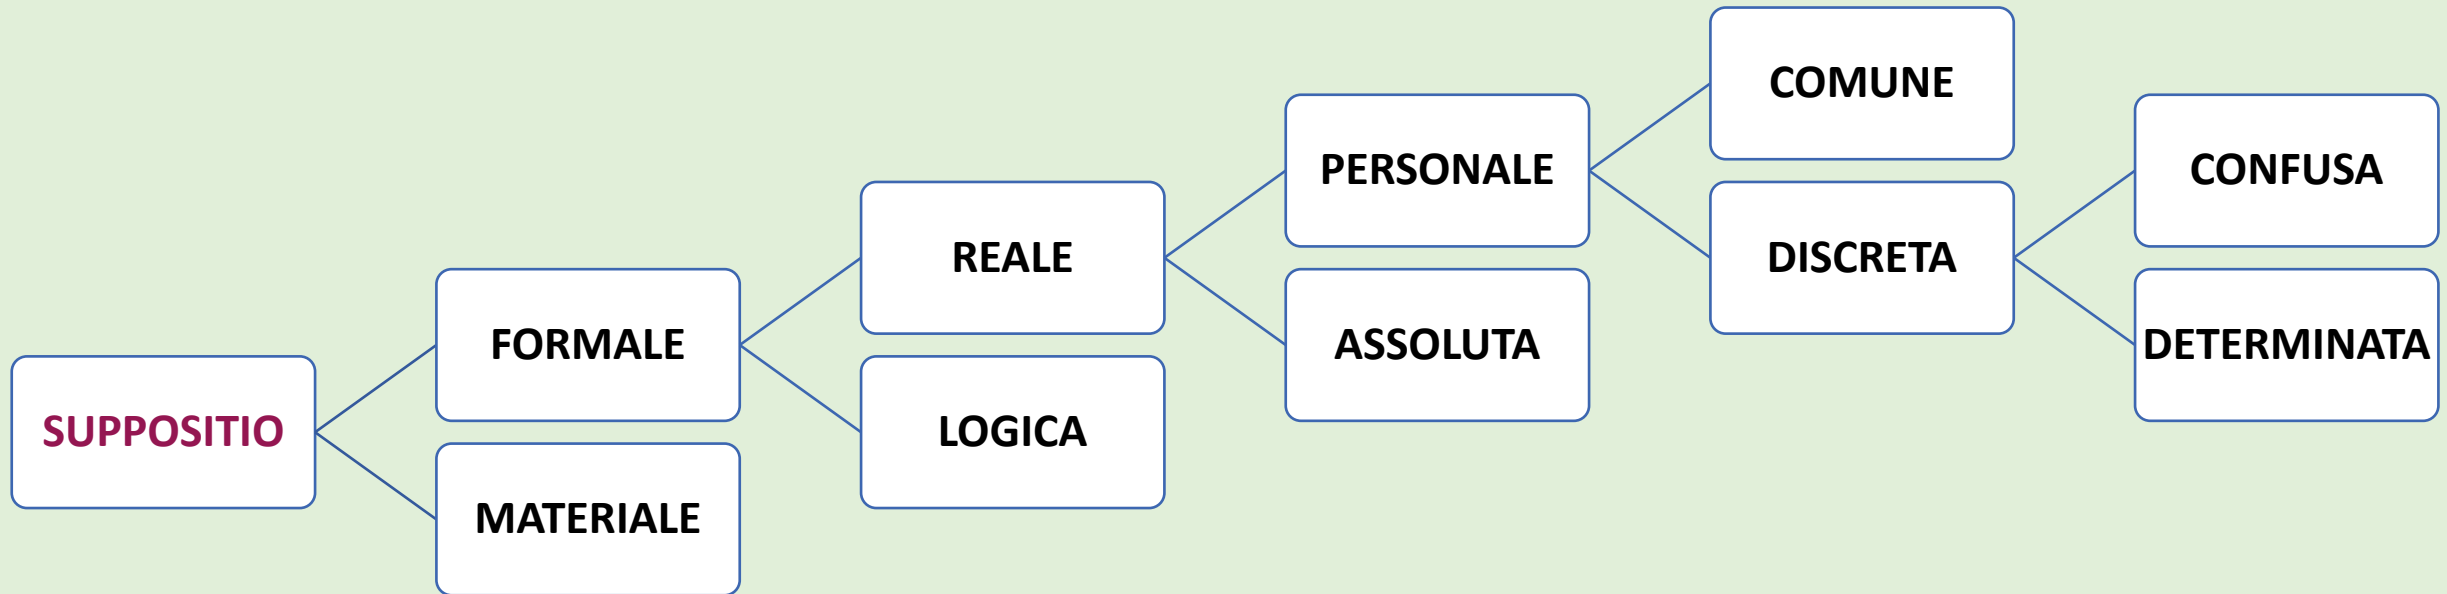 SUPPOSITIO
FORMALE
MATERIALE
REALE
LOGICA
PERSONALE
ASSOLUTA
COMUNE
DISCRETA
CONFUSA
DETERMINATA